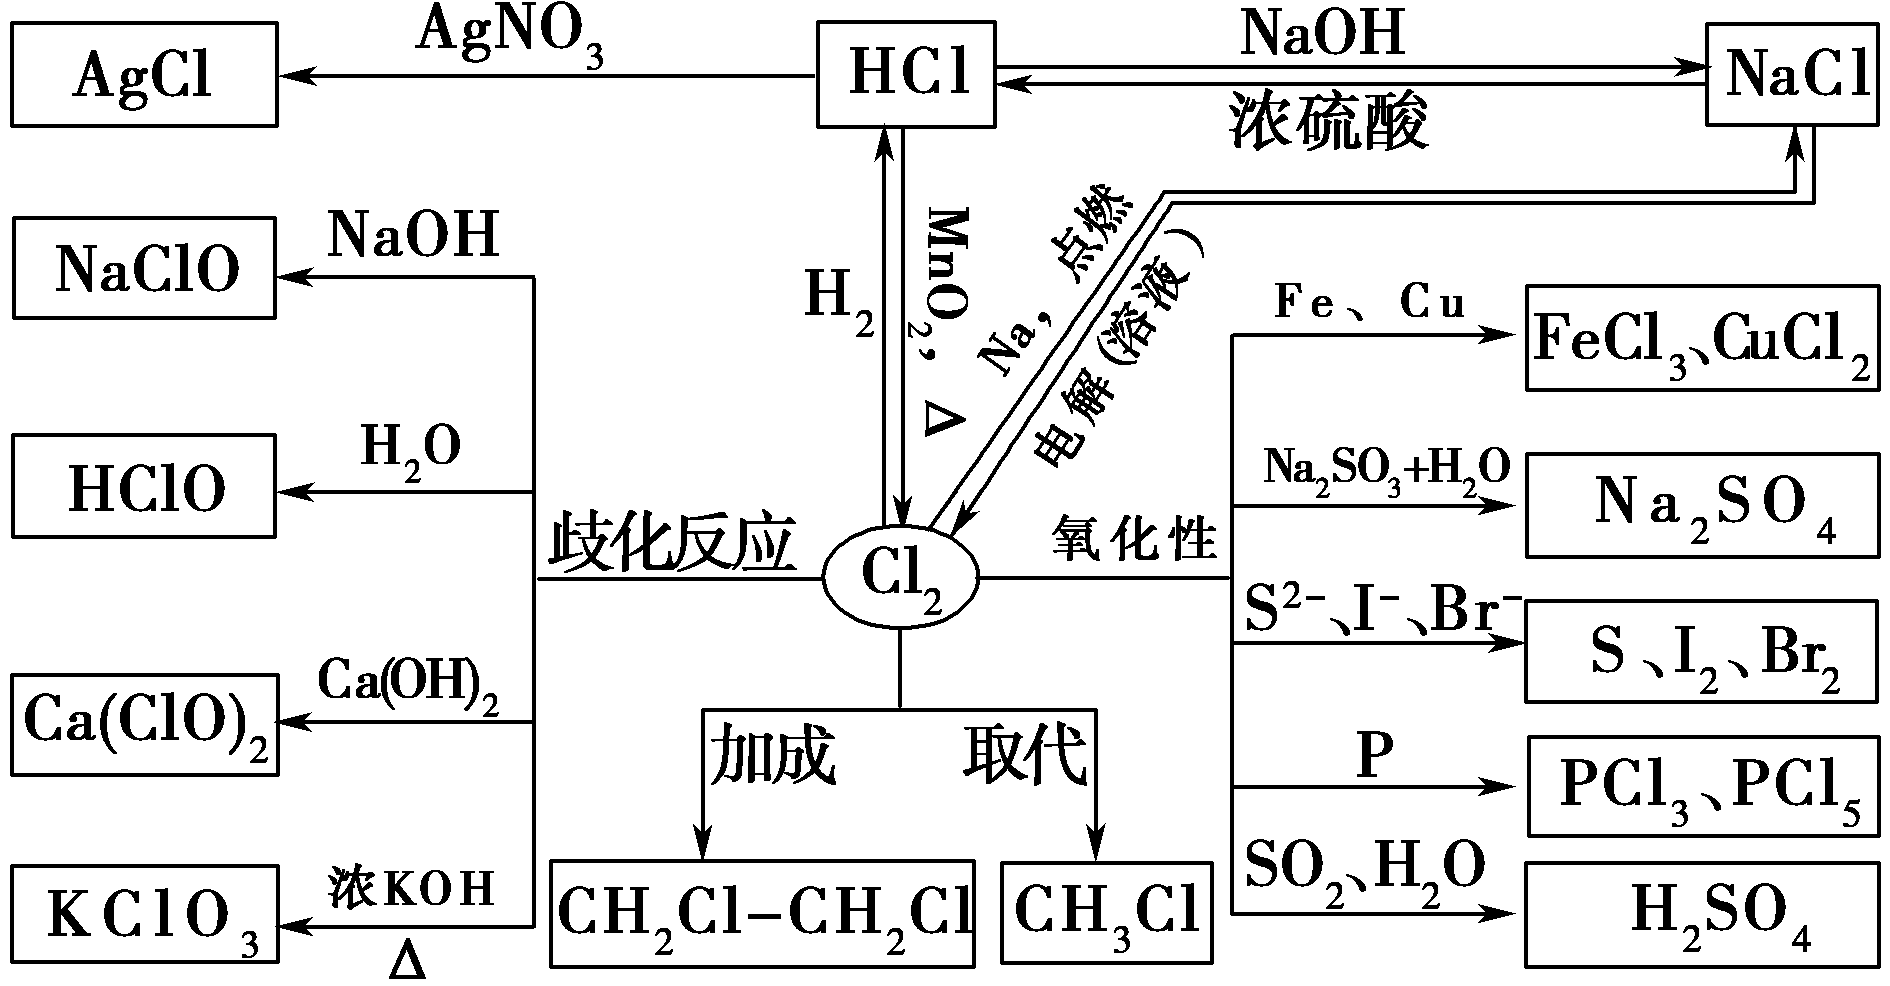 AgCl
AgNO₃
HCl
NaOH
浓硫酸
NaCl
NaClO
NaOH
H₂
MnO₂，Δ
Na，点燃
电解(溶液)
Fe、Cu
FeCl₃、CuCl₂
HClO
H₂O
Na₂SO₃+H₂O
Na₂SO₄
歧化反应
Cl₂
氧化性
S²⁻、I⁻、Br⁻
S、I₂、Br₂
Ca(ClO)₂
Ca(OH)₂
加成
取代
P
PCl₃、PCl₅
KClO₃
浓KOH
Δ
CH₂Cl−CH₂Cl
CH₃Cl
SO₂、H₂O
H₂SO₄